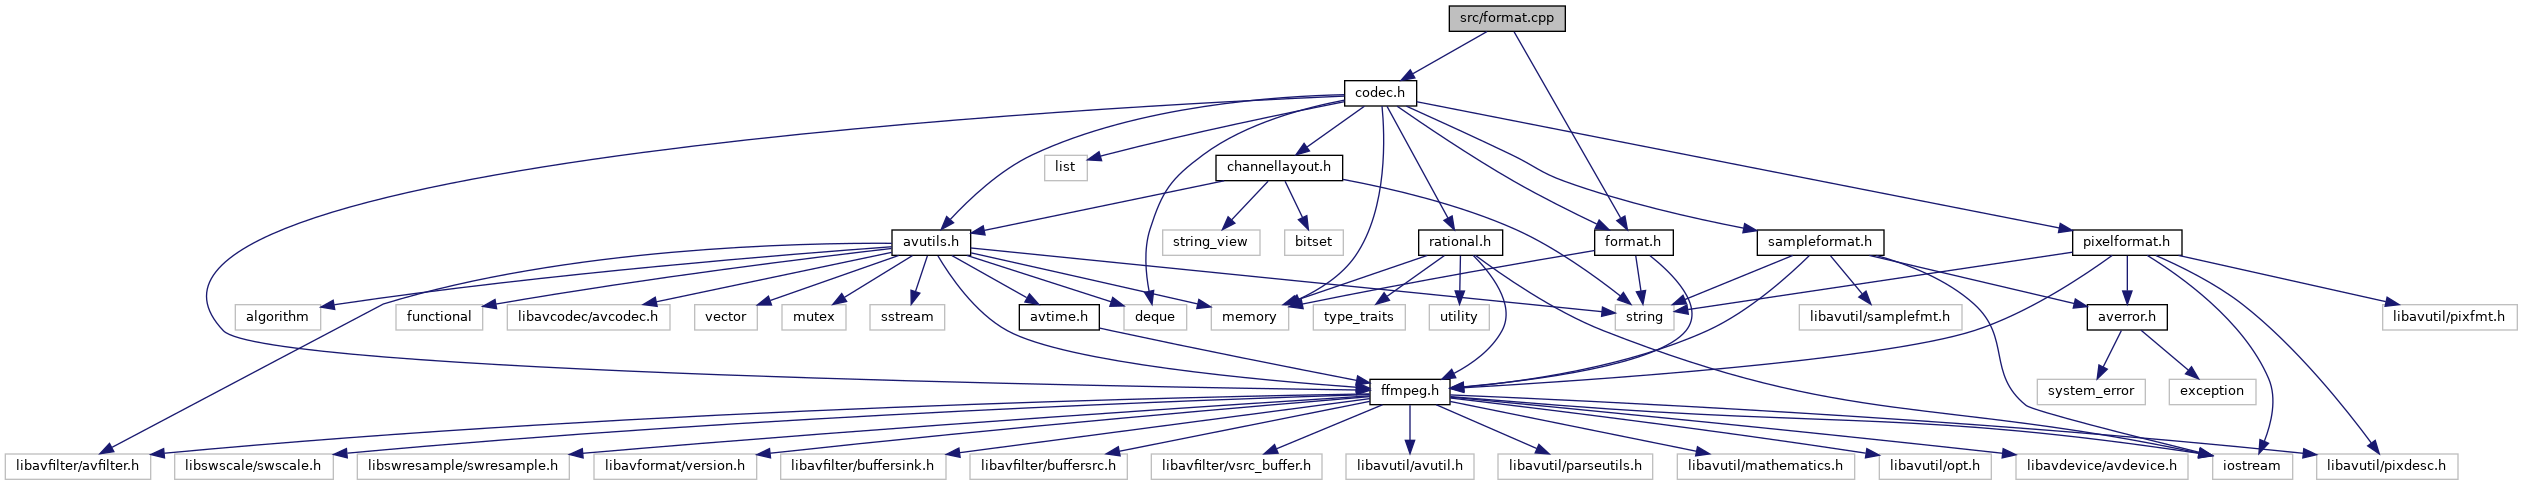 src/format.cpp
codec.h
list
channellayout.h
avutils.h
string_view
bitset
rational.h
format.h
sampleformat.h
pixelformat.h
algorithm
functional
libavcodec/avcodec.h
vector
mutex
sstream
avtime.h
deque
memory
type_traits
utility
string
libavutil/samplefmt.h
averror.h
libavutil/pixfmt.h
ffmpeg.h
system_error
exception
libavfilter/avfilter.h
libswscale/swscale.h
libswresample/swresample.h
libavformat/version.h
libavfilter/buffersink.h
libavfilter/buffersrc.h
libavfilter/vsrc_buffer.h
libavutil/avutil.h
libavutil/parseutils.h
libavutil/mathematics.h
libavutil/opt.h
libavdevice/avdevice.h
iostream
libavutil/pixdesc.h